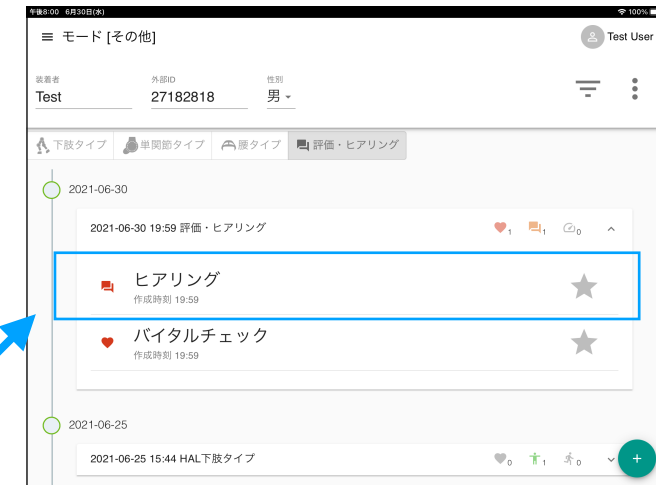 午後8:00 6月30日(水) 100%
モード [その他] Test User
装着者 外部ID 性別
Test 27182818 男
下肢タイプ 単関節タイプ 腰タイプ 評価・ヒアリング
2021-06-30
2021-06-30 19:59 評価・ヒアリング 1 1 0
ヒアリング
作成時刻 19:59
バイタルチェック
作成時刻 19:59
2021-06-25
2021-06-25 15:44 HAL下肢タイプ 0 1 0